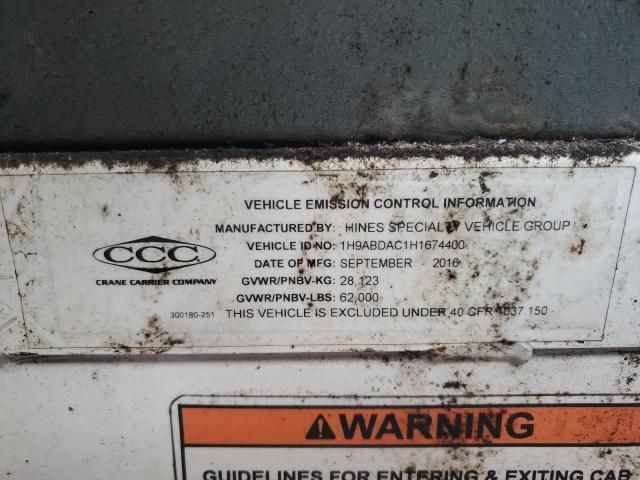 VEHICLE EMISSION CONTROL INFORMATION
MANUFACTURED BY: HINES SPECIALTY VEHICLE GROUP
VEHICLE ID NO: 1H9ABDAC1H1674400
DATE OF MFG: SEPTEMBER 2016
GVWR/PNBV-KG: 28,123
GVWR/PNBV-LBS: 62,000
300180-251 THIS VEHICLE IS EXCLUDED UNDER 40 CFR 1037.150
CCC
CRANE CARRIER COMPANY
WARNING
GUIDELINES FOR ENTERING & EXITING CAB